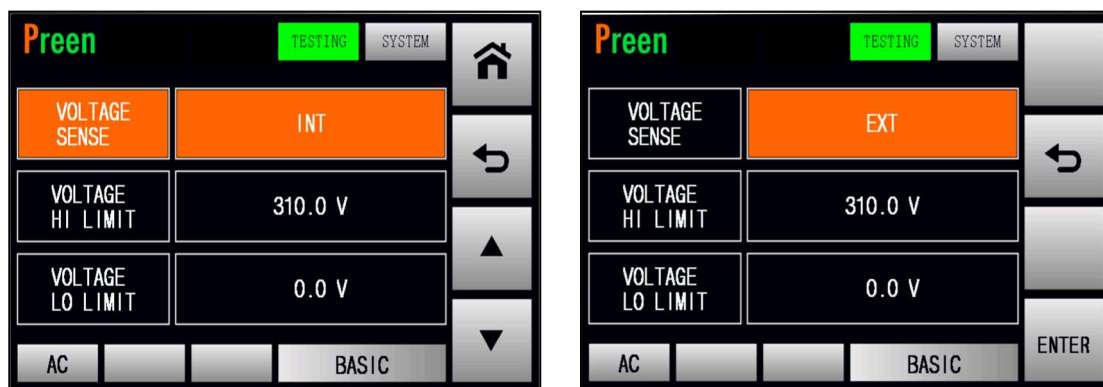 Preen TESTING SYSTEM
VOLTAGE
SENSE
INT
VOLTAGE
HI LIMIT
310.0 V
VOLTAGE
LO LIMIT
0.0 V
AC BASIC
Preen TESTING SYSTEM
VOLTAGE
SENSE
EXT
VOLTAGE
HI LIMIT
310.0 V
VOLTAGE
LO LIMIT
0.0 V
AC BASIC
ENTER